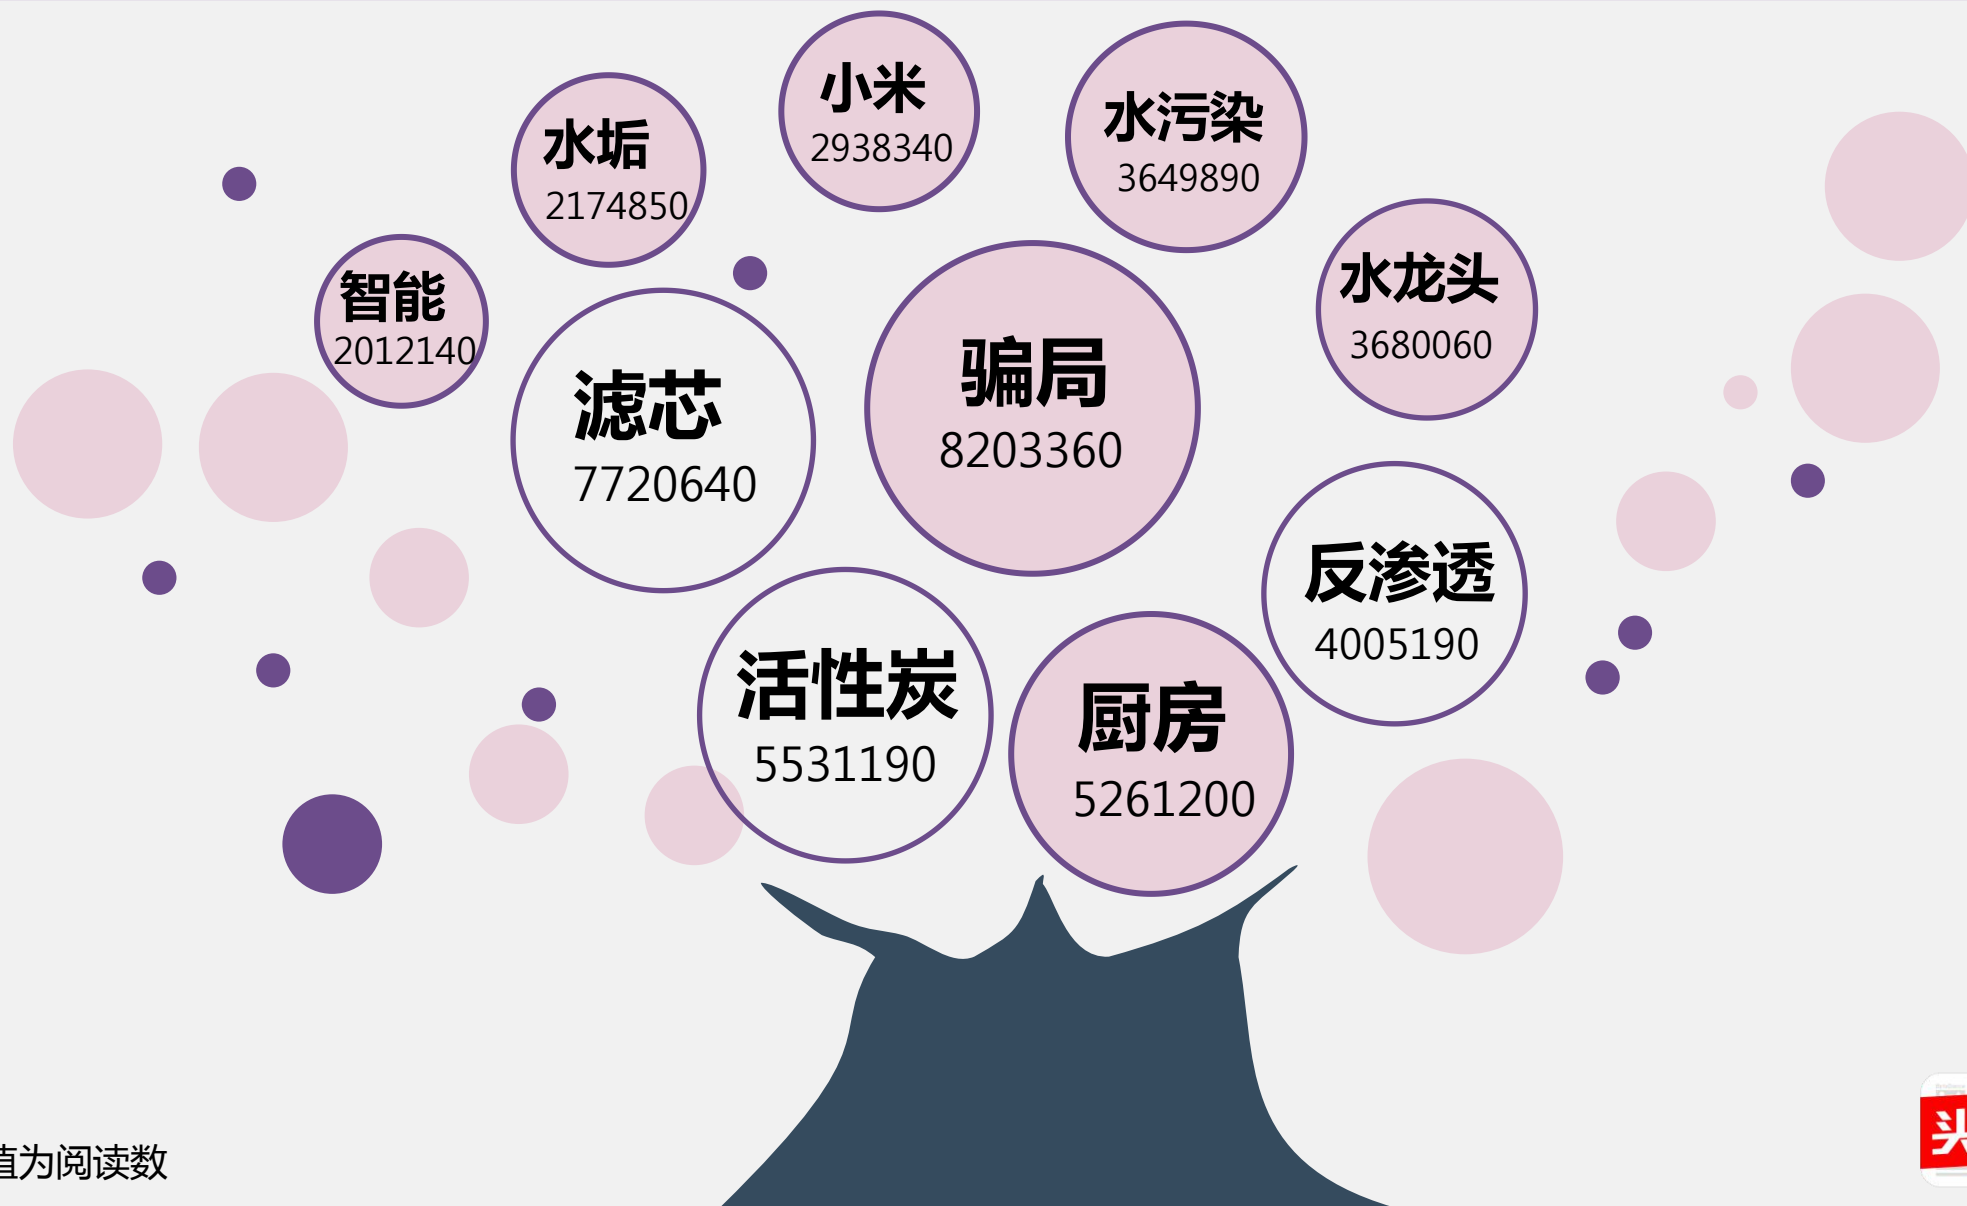 小米
2938340
水污染
3649890
水垢
2174850
水龙头
3680060
智能
2012140
骗局
8203360
滤芯
7720640
反渗透
4005190
活性炭
5531190
厨房
5261200
值为阅读数
头